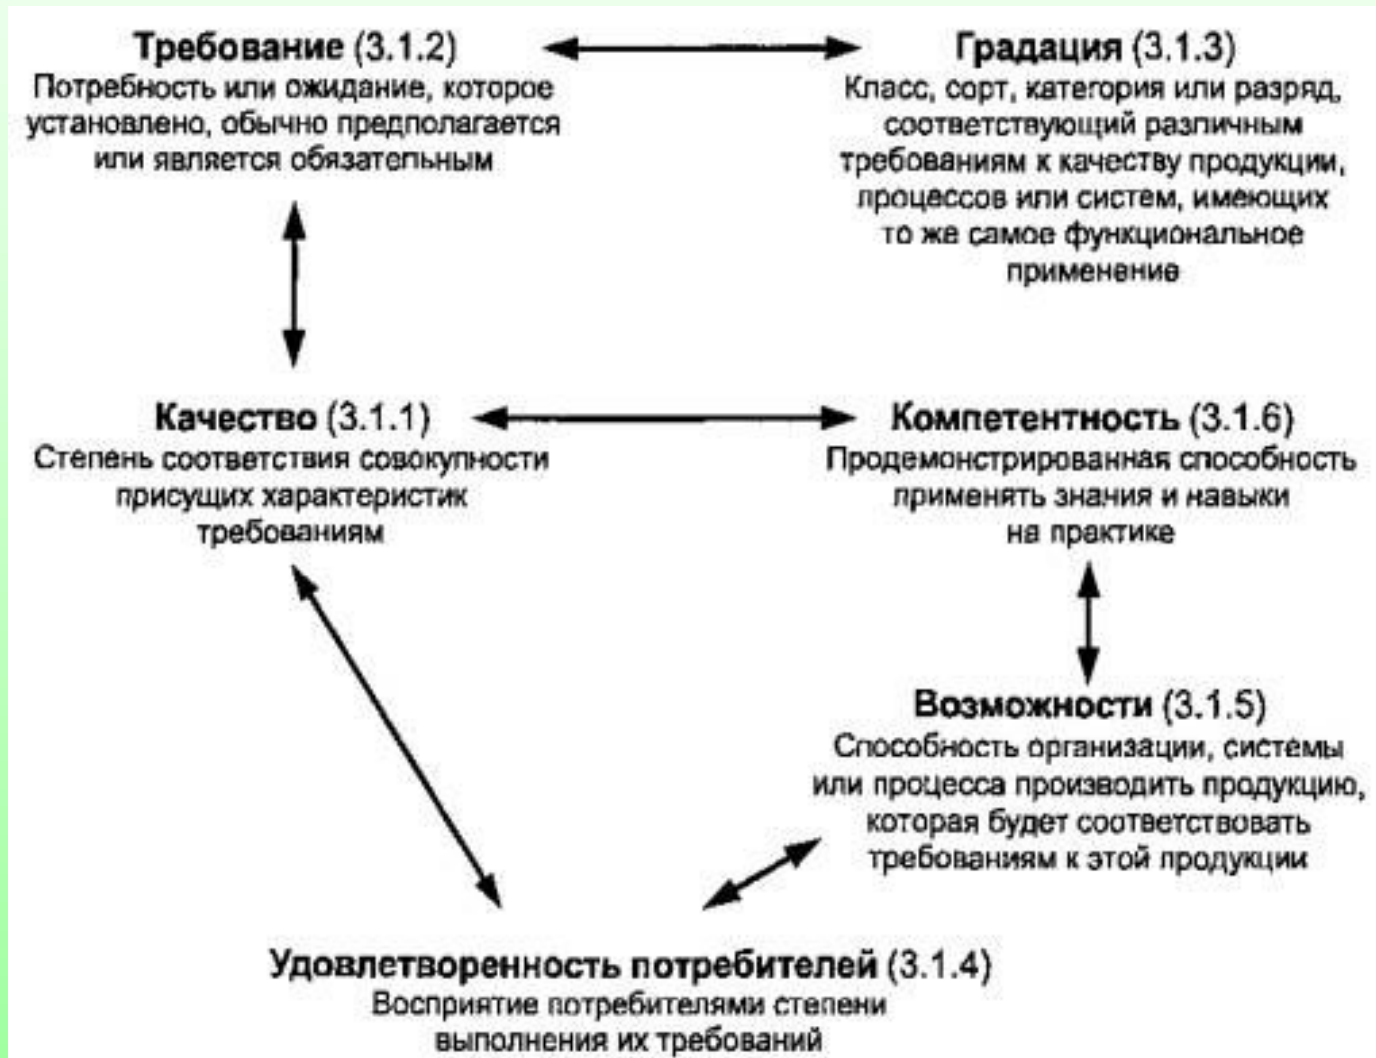 Требование (3.1.2)
Потребность или ожидание, которое
установлено, обычно предполагается
или является обязательным
Градация (3.1.3)
Класс, сорт, категория или разряд,
соответствующий различным
требованиям к качеству продукции,
процессов или систем, имеющих
то же самое функциональное
применение
Качество (3.1.1)
Степень соответствия совокупности
присущих характеристик
требованиям
Компетентность (3.1.6)
Продемонстрированная способность
применять знания и навыки
на практике
Возможности (3.1.5)
Способность организации, системы
или процесса производить продукцию,
которая будет соответствовать
требованиям к этой продукции
Удовлетворенность потребителей (3.1.4)
Восприятие потребителями степени
выполнения их требований